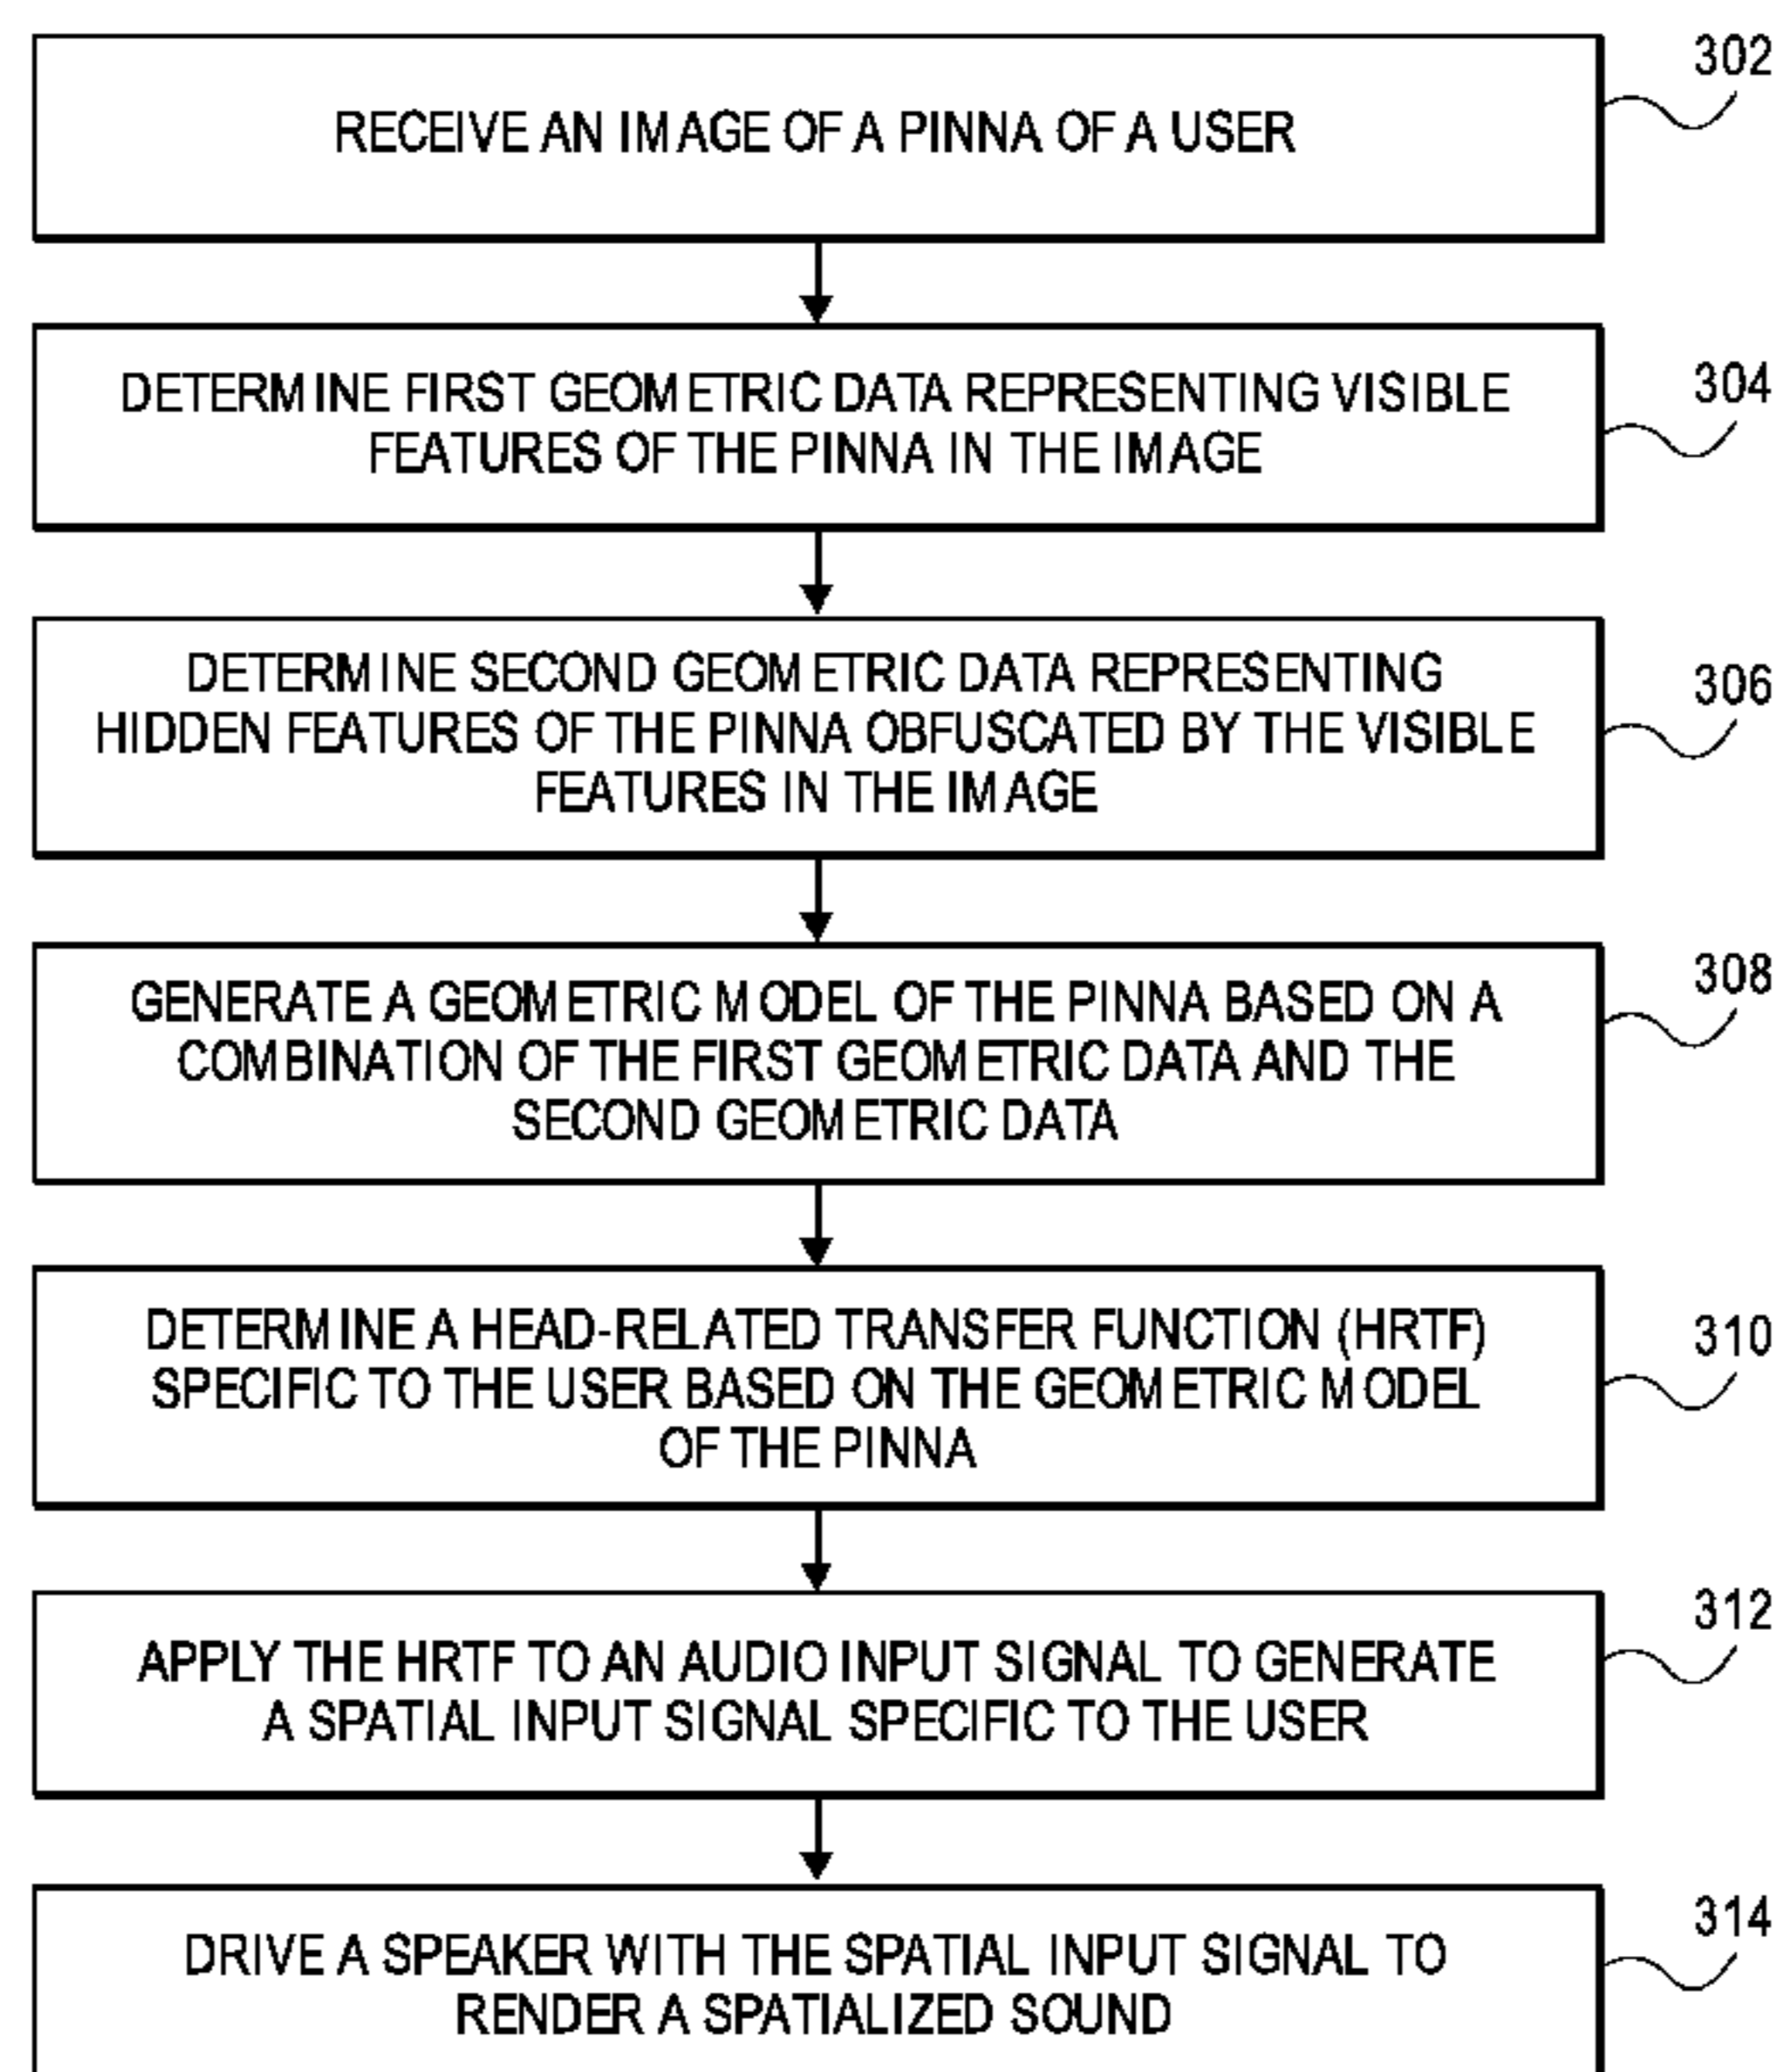 302
RECEIVE AN IMAGE OF A PINNA OF A USER
304
DETERMINE FIRST GEOMETRIC DATA REPRESENTING VISIBLE
FEATURES OF THE PINNA IN THE IMAGE
306
DETERMINE SECOND GEOMETRIC DATA REPRESENTING
HIDDEN FEATURES OF THE PINNA OBFUSCATED BY THE VISIBLE
FEATURES IN THE IMAGE
308
GENERATE A GEOMETRIC MODEL OF THE PINNA BASED ON A
COMBINATION OF THE FIRST GEOMETRIC DATA AND THE
SECOND GEOMETRIC DATA
310
DETERMINE A HEAD-RELATED TRANSFER FUNCTION (HRTF)
SPECIFIC TO THE USER BASED ON THE GEOMETRIC MODEL
OF THE PINNA
312
APPLY THE HRTF TO AN AUDIO INPUT SIGNAL TO GENERATE
A SPATIAL INPUT SIGNAL SPECIFIC TO THE USER
314
DRIVE A SPEAKER WITH THE SPATIAL INPUT SIGNAL TO
RENDER A SPATIALIZED SOUND